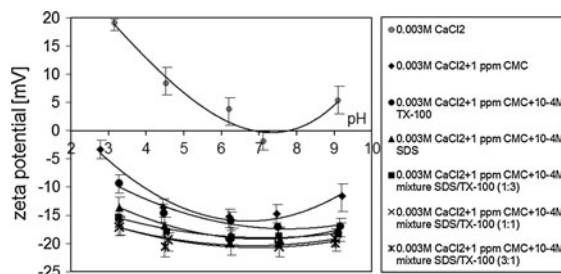 20
15
10
5
0
-5
-10
-15
-20
-25
zeta potential [mV]
pH
2 3 4 5 6 7 8 9 10
0.003M CaCl2
0.003M CaCl2+1 ppm CMC
0.003M CaCl2+1 ppm CMC+10-4M
TX-100
0.003M CaCl2+1 ppm CMC+10-4M
SDS
0.003M CaCl2+1 ppm CMC+10-4M
mixture SDS/TX-100 (1:3)
0.003M CaCl2+1 ppm CMC+10-4M
mixture SDS/TX-100 (1:1)
0.003M CaCl2+1 ppm CMC+10-4M
mixture SDS/TX-100 (3:1)